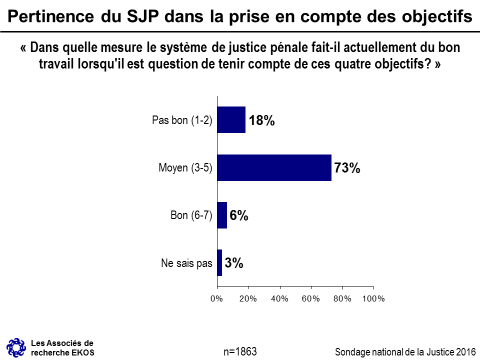 Pertinence du SJP dans la prise en compte des objectifs
« Dans quelle mesure le système de justice pénale fait-il actuellement du bon
travail lorsqu'il est question de tenir compte de ces quatre objectifs? »
Pas bon (1-2) 18%
Moyen (3-5) 73%
Bon (6-7) 6%
Ne sais pas 3%
0% 20% 40% 60% 80% 100%
Les Associés de
recherche EKOS
n=1863
Sondage national de la Justice 2016